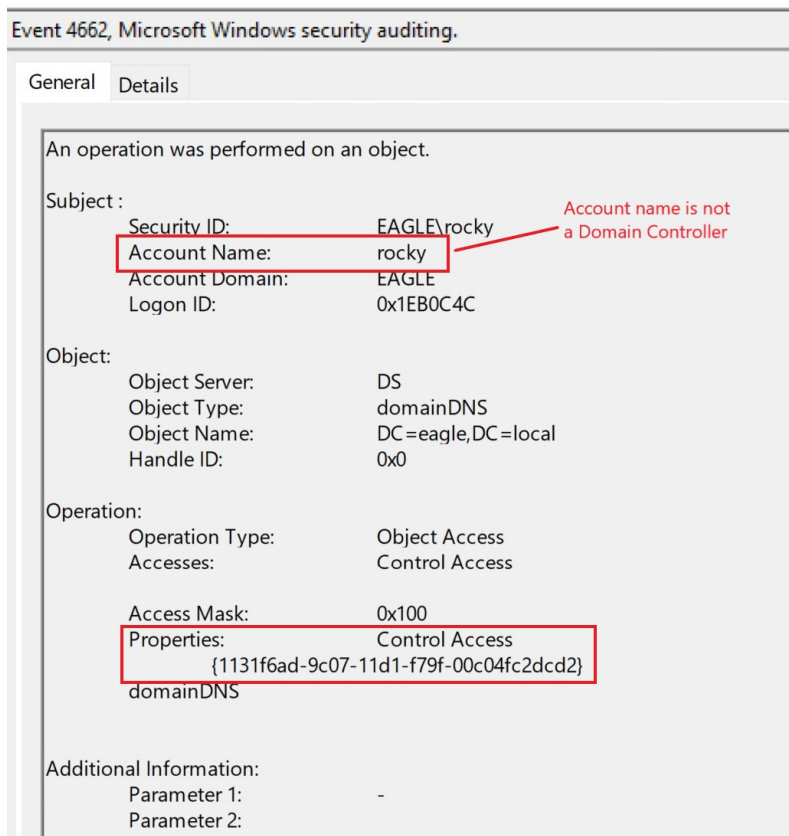 Event 4662, Microsoft Windows security auditing.
General Details
An operation was performed on an object.
Subject :
Security ID: EAGLE\rocky
Account Name: rocky
Account Domain: EAGLE
Logon ID: 0x1EB0C4C
Account name is not
a Domain Controller
Object:
Object Server: DS
Object Type: domainDNS
Object Name: DC=eagle,DC=local
Handle ID: 0x0
Operation:
Operation Type: Object Access
Accesses: Control Access
Access Mask: 0x100
Properties: Control Access
{1131f6ad-9c07-11d1-f79f-00c04fc2dcd2}
domainDNS
Additional Information:
Parameter 1: -
Parameter 2: